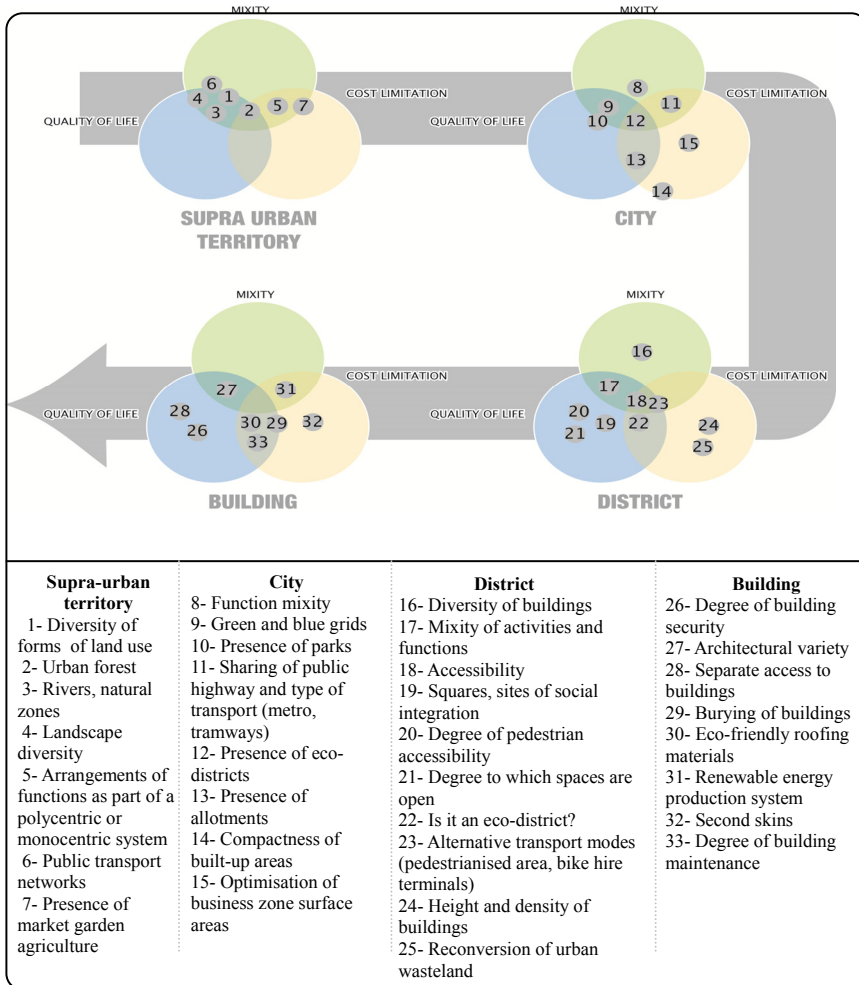 MIXITY
MIXITY
6
4
1
3
2
5
7
COST LIMITATION
QUALITY OF LIFE
SUPRA URBAN
TERRITORY
8
9
11
10
12
15
13
14
COST LIMITATION
QUALITY OF LIFE
CITY
MIXITY
27
31
28
26
30
29
32
33
COST LIMITATION
QUALITY OF LIFE
BUILDING
MIXITY
16
17
18
23
20
19
22
24
21
25
COST LIMITATION
QUALITY OF LIFE
DISTRICT
Supra-urban
territory
1- Diversity of
forms of land use
2- Urban forest
3- Rivers, natural
zones
4- Landscape
diversity
5- Arrangements of
functions as part of a
polycentric or
monocentric system
6- Public transport
networks
7- Presence of
market garden
agriculture
City
8- Function mixity
9- Green and blue grids
10- Presence of parks
11- Sharing of public
highway and type of
transport (metro,
tramways)
12- Presence of eco-
districts
13- Presence of
allotments
14- Compactness of
built-up areas
15- Optimisation of
business zone surface
areas
District
16- Diversity of buildings
17- Mixity of activities and
functions
18- Accessibility
19- Squares, sites of social
integration
20- Degree of pedestrian
accessibility
21- Degree to which spaces are
open
22- Is it an eco-district?
23- Alternative transport modes
(pedestrianised area, bike hire
terminals)
24- Height and density of
buildings
25- Reconversion of urban
wasteland
Building
26- Degree of building
security
27- Architectural variety
28- Separate access to
buildings
29- Burying of buildings
30- Eco-friendly roofing
materials
31- Renewable energy
production system
32- Second skins
33- Degree of building
maintenance